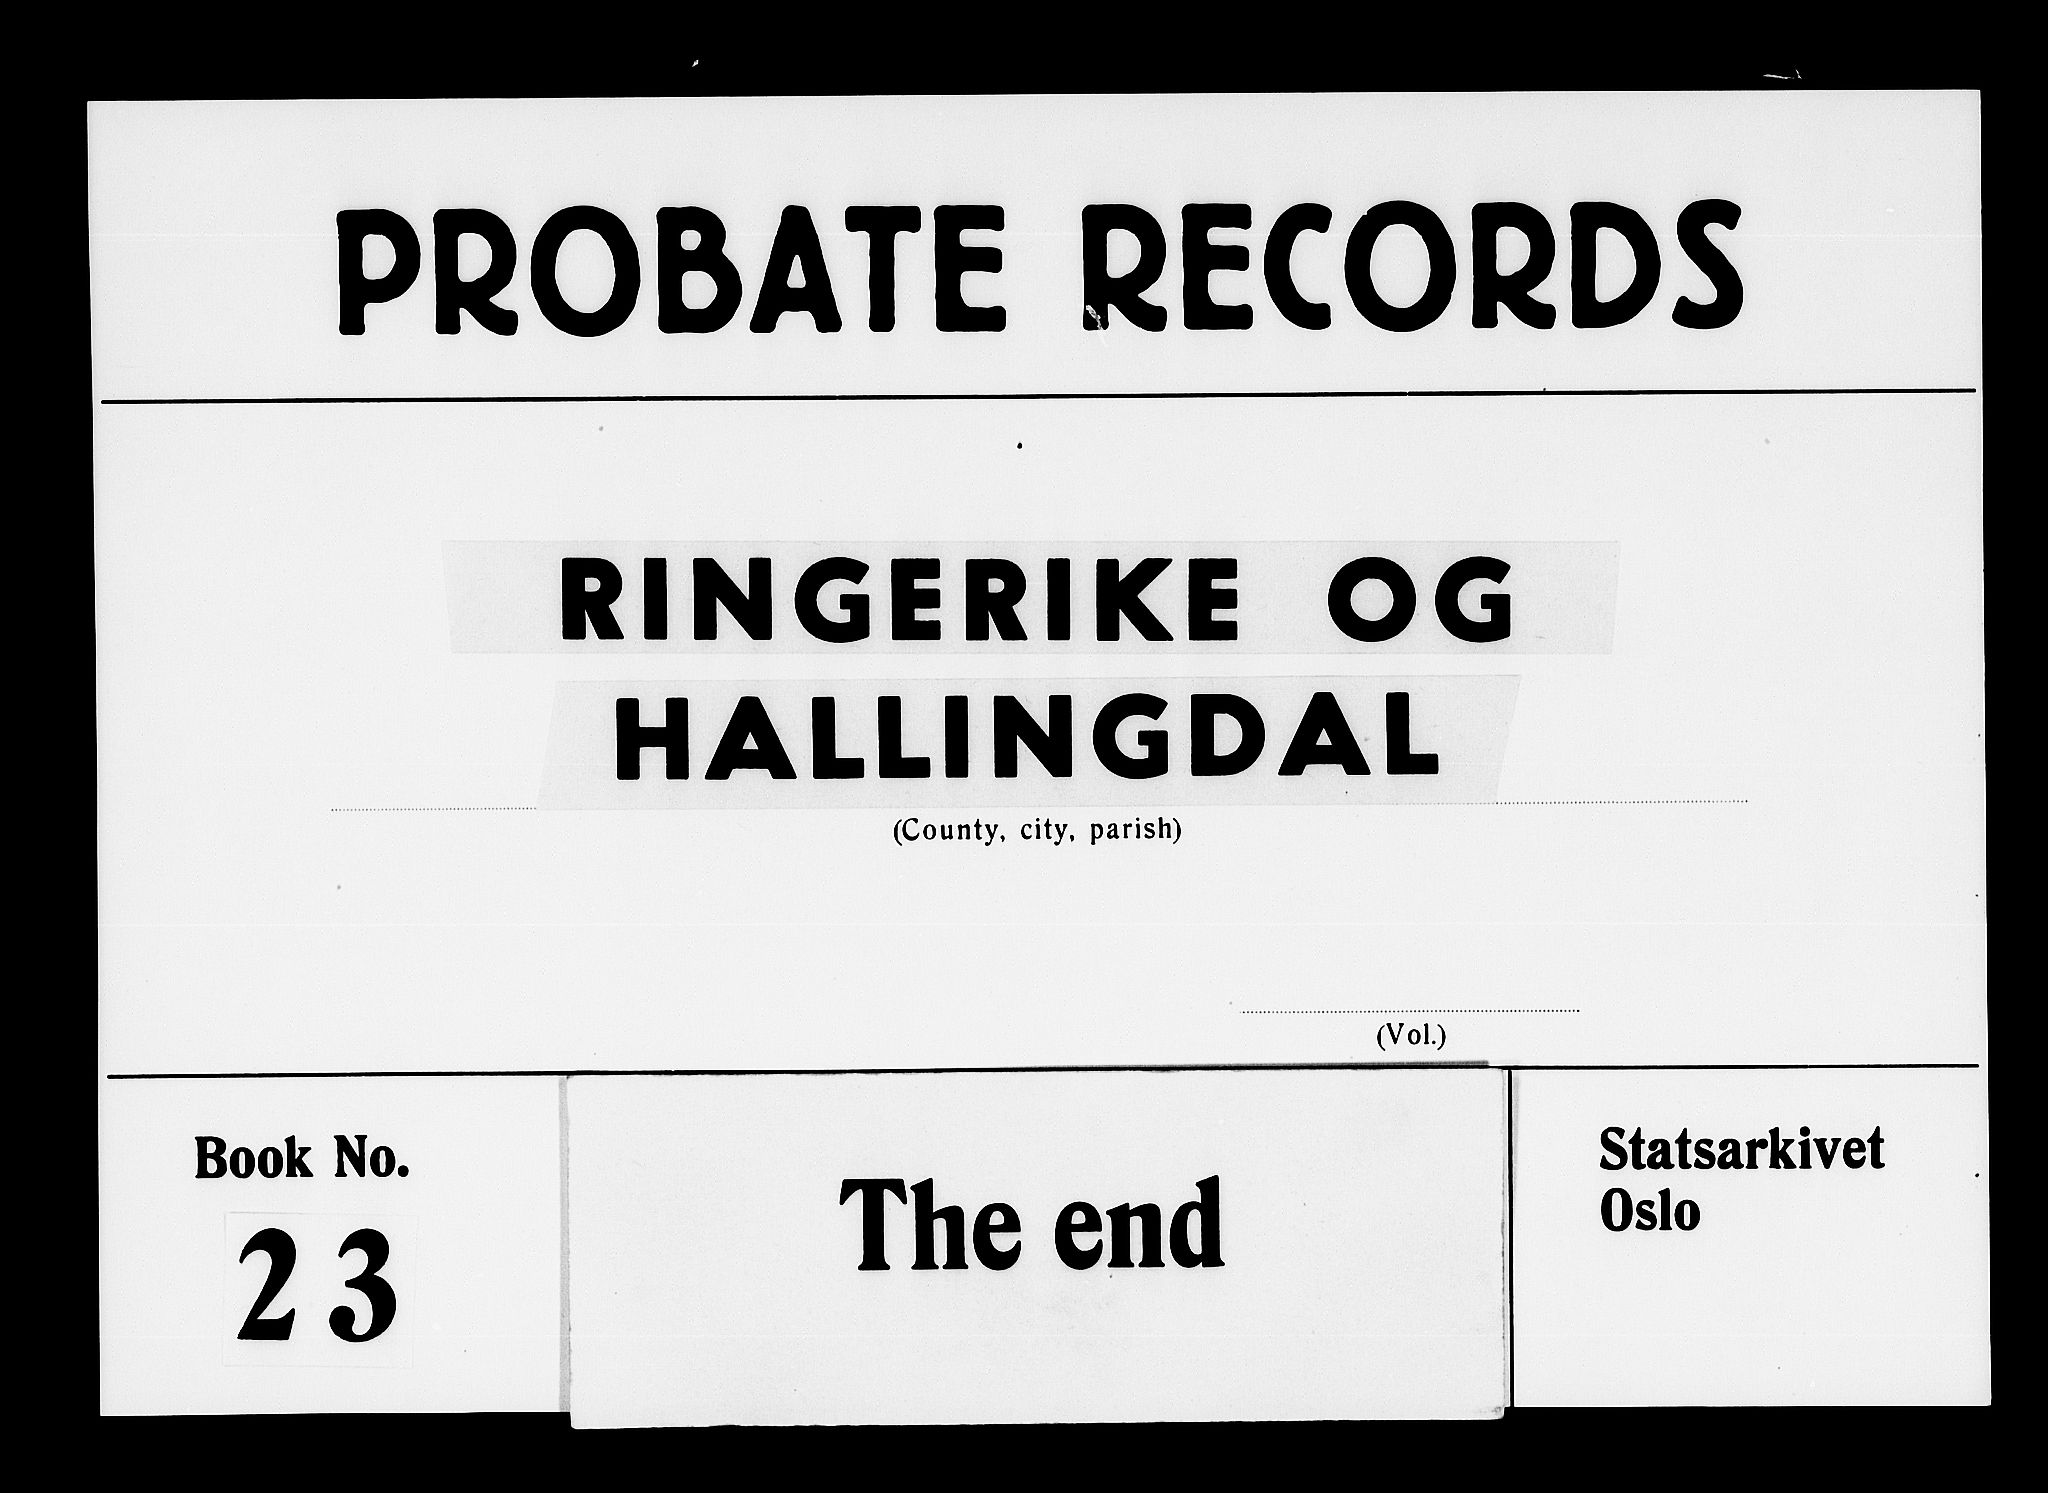 PROBATE RECORDS
RINGERIKE OG
HALLINGDAL
(County, city, parish)
(Vol.)
Book No.
23
The end
Statsarkivet
Oslo